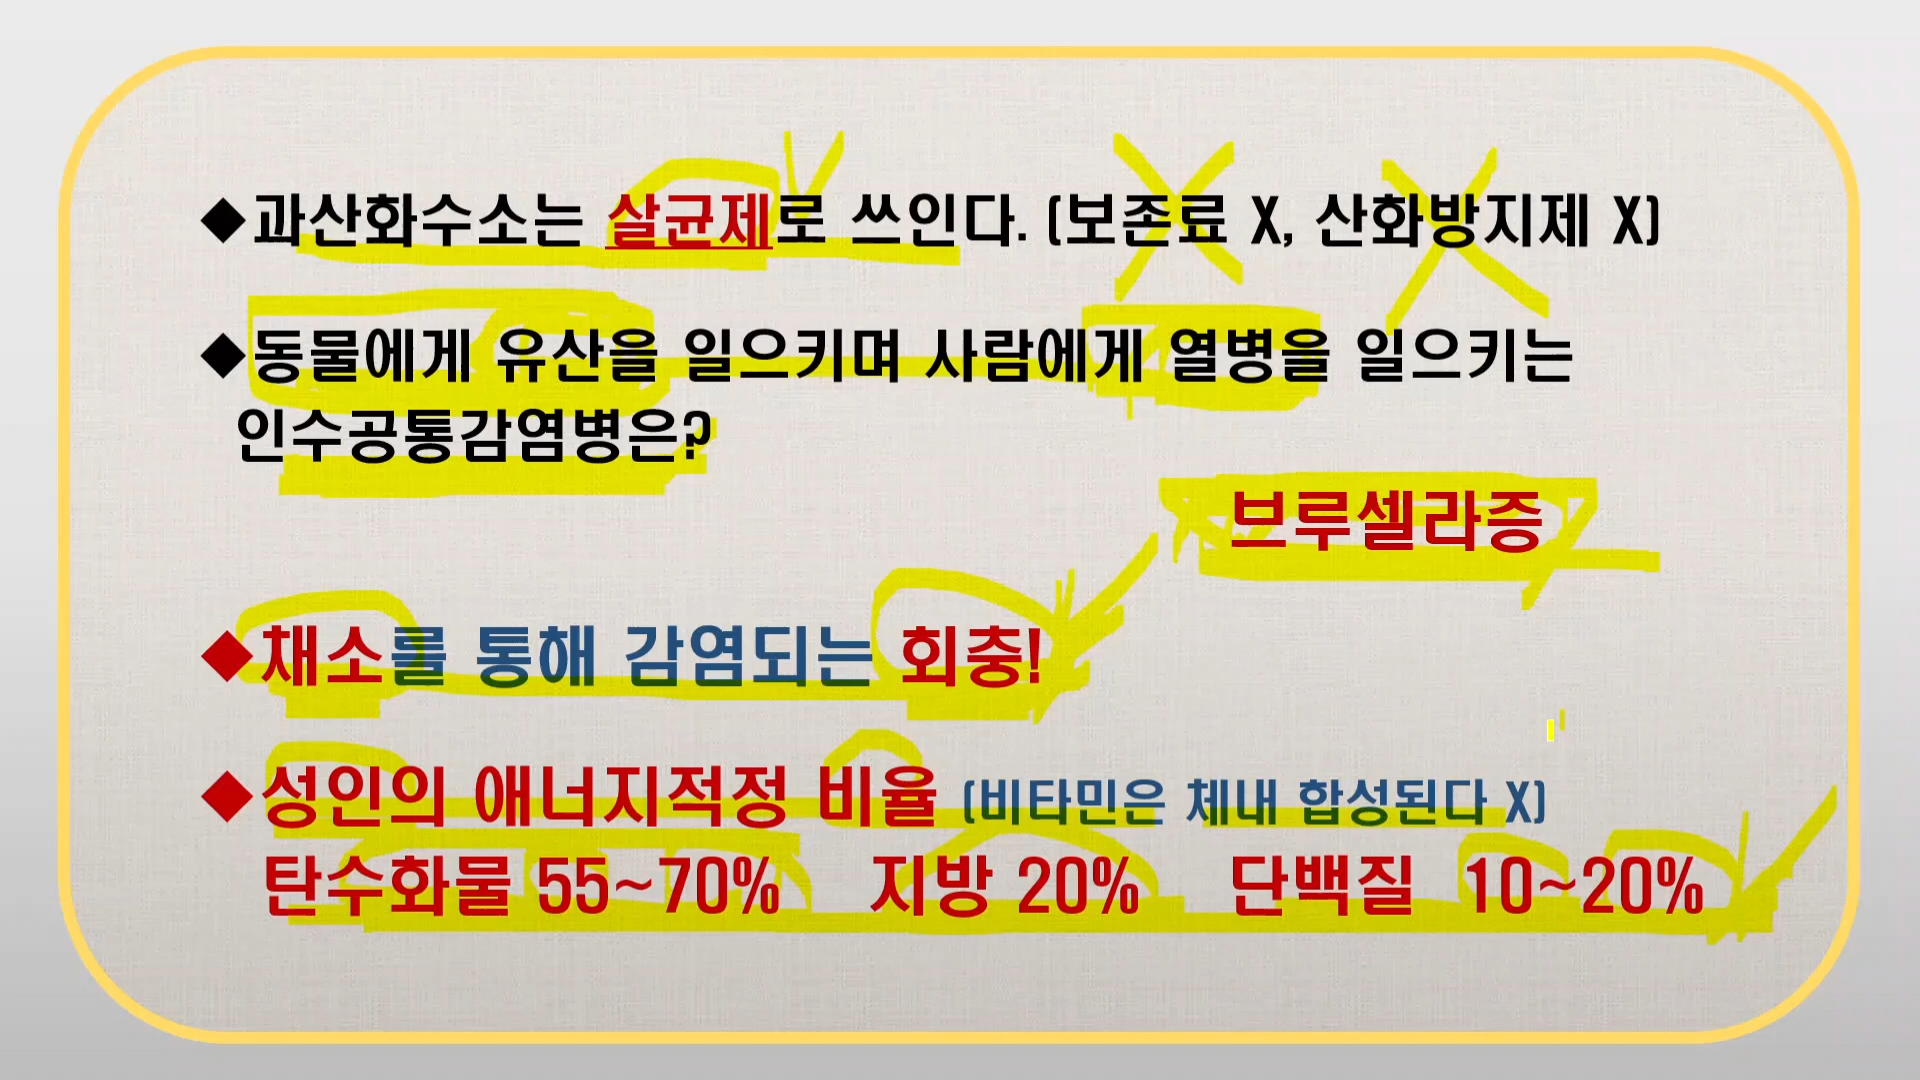 ◆과산화수소는 살균제로 쓰인다. (보존료 X, 산화방지제 X)
◆동물에게 유산을 일으키며 사람에게 열병을 일으키는
인수공통감염병은?
브루셀라증
◆채소를 통해 감염되는 회충!
◆성인의 애너지적정 비율 (비타민은 체내 합성된다 X)
탄수화물 55~70% 지방 20% 단백질 10~20%